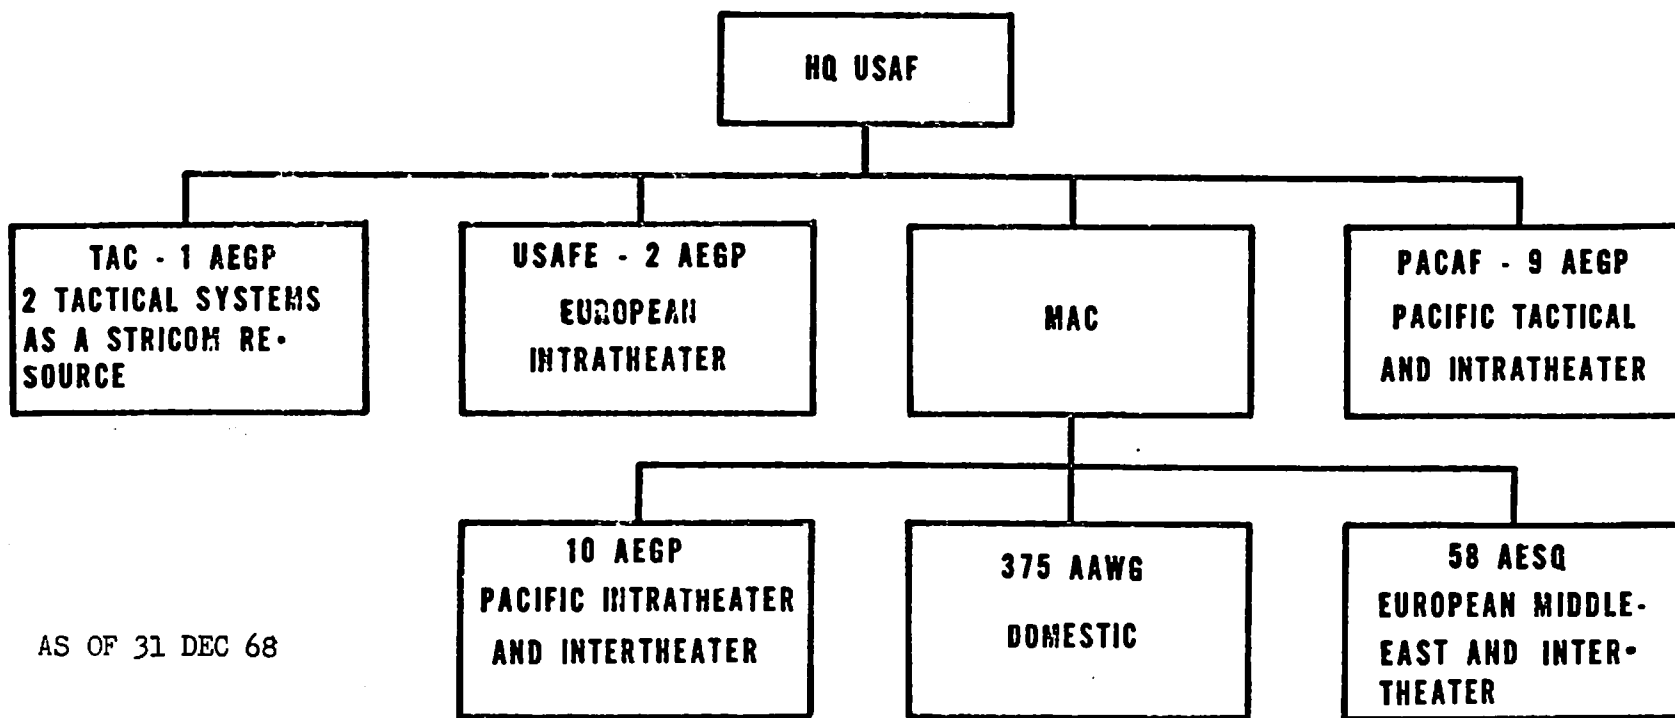 HQ USAF
TAC - 1 AEGP
2 TACTICAL SYSTEMS
AS A STRICOM RE-
SOURCE
USAFE - 2 AEGP
EUROPEAN
INTRATHEATER
MAC
PACAF - 9 AEGP
PACIFIC TACTICAL
AND INTRATHEATER
10 AEGP
PACIFIC INTRATHEATER
AND INTERTHEATER
375 AAWG
DOMESTIC
58 AESQ
EUROPEAN MIDDLE-
EAST AND INTER-
THEATER
AS OF 31 DEC 68